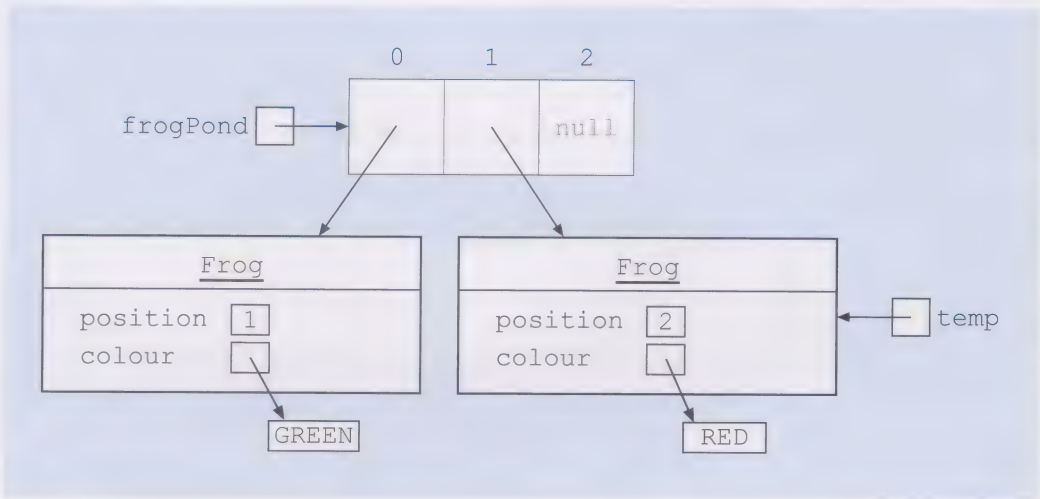 0 1 2
frogPond
null
Frog
position 1
colour
GREEN
Frog
position 2
colour
RED
temp